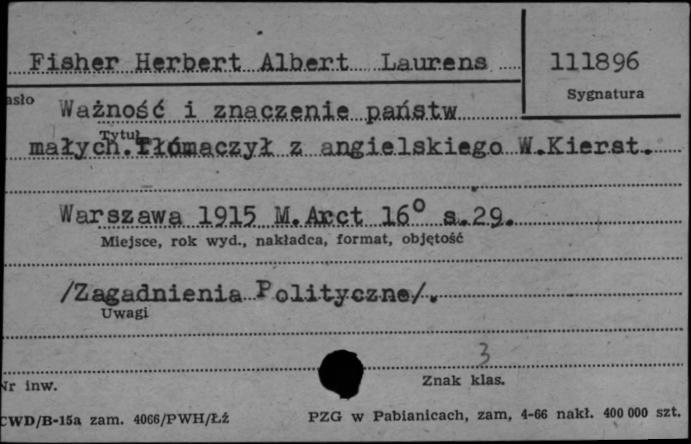 Fisher Herbert Albert Laurens
111896
asło
Sygnatura
Ważność i znaczenie państw
Tytuł
małych.Tłómaczył z angielskiego W.Kierst.
Warszawa 1915 M.Arct 16° s.29.
Miejsce, rok wyd., nakładca, format, objętość
/Zagadnienia Polityczne/.
Uwagi
3
Nr inw.
Znak klas.
CWD/B-15a zam. 4066/PWH/Łź
PZG w Pabianicach, zam, 4-66 nakł. 400 000 szt.